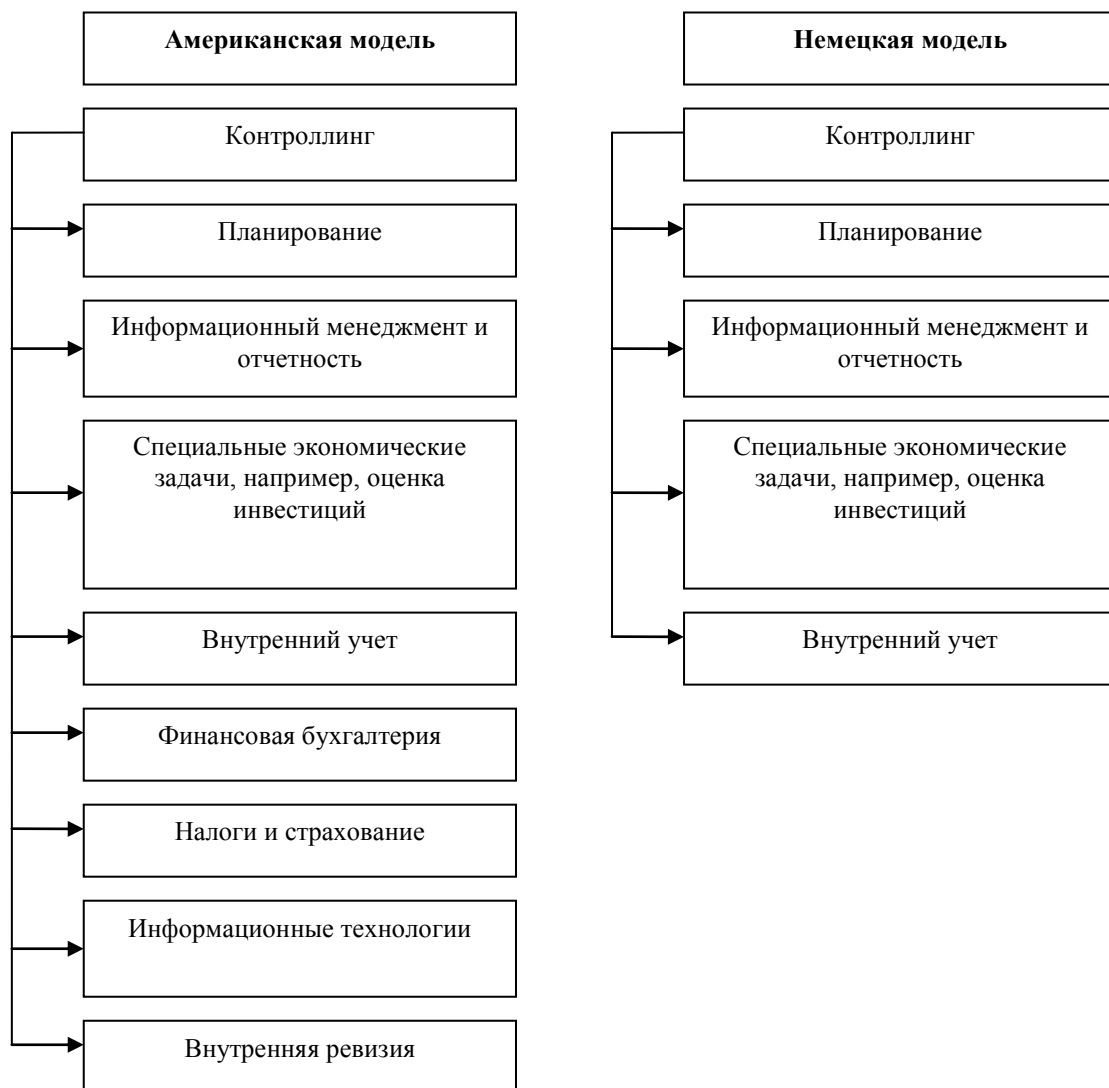 Американская модель
Контроллинг
Планирование
Информационный менеджмент и
отчетность
Специальные экономические
задачи, например, оценка
инвестиций
Внутренний учет
Финансовая бухгалтерия
Налоги и страхование
Информационные технологии
Внутренняя ревизия
Немецкая модель
Контроллинг
Планирование
Информационный менеджмент и
отчетность
Специальные экономические
задачи, например, оценка
инвестиций
Внутренний учет